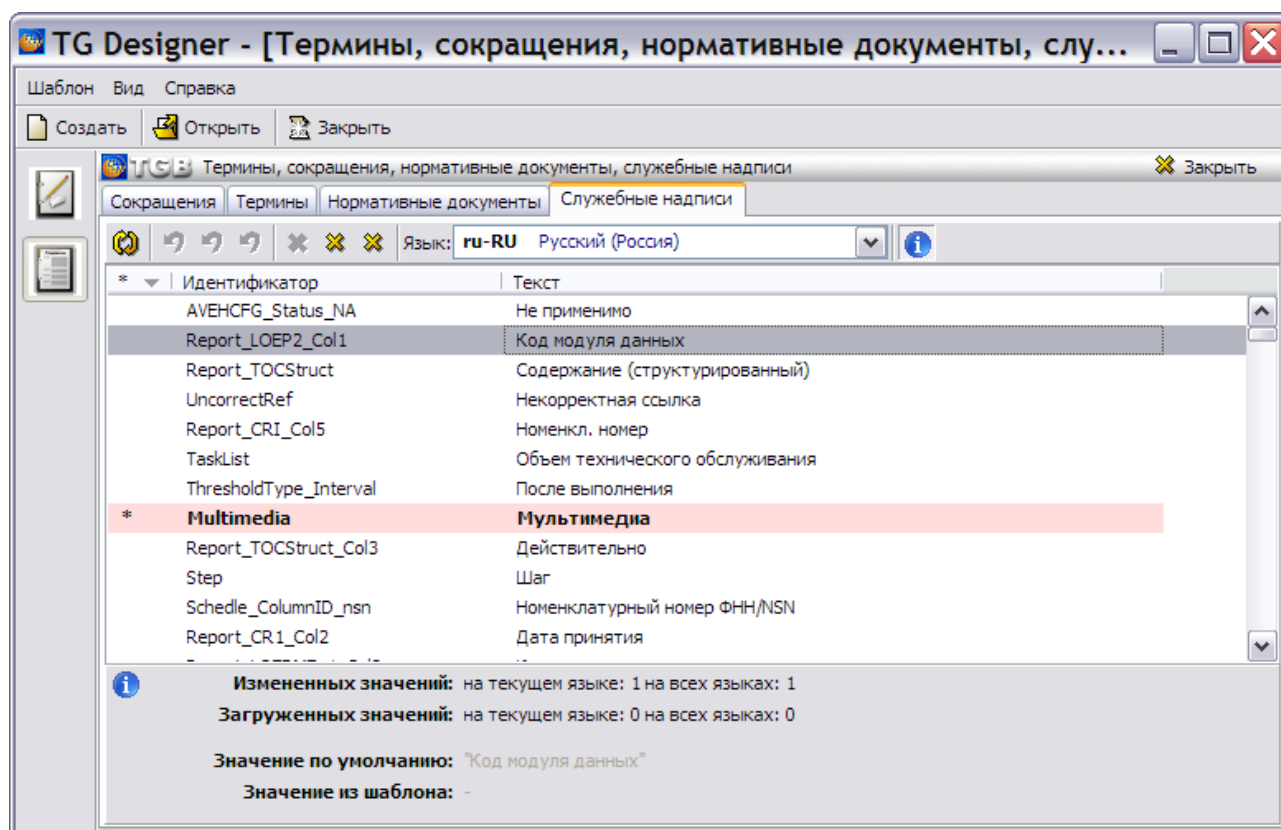 TG Designer - [Термины, сокращения, нормативные документы, слу...
Шаблон Вид Справка
Создать Открыть Закрыть
TGB Термины, сокращения, нормативные документы, служебные надписи Закрыть
Сокращения Термины Нормативные документы Служебные надписи
Язык: ru-RU Русский (Россия)
* Идентификатор Текст
AVEHCFG_Status_NA Не применимо
Report_LOEP2_Col1 Код модуля данных
Report_TOCStruct Содержание (структурированный)
UncorrectRef Некорректная ссылка
Report_CRI_Col5 Номенкл. номер
TaskList Объем технического обслуживания
ThresholdType_Interval После выполнения
* Multimedia Мультимедиа
Report_TOCStruct_Col3 Действительно
Step Шаг
Schedle_ColumnID_nsn Номенклатурный номер ФНН/NSN
Report_CR1_Col2 Дата принятия
Измененных значений: на текущем языке: 1 на всех языках: 1
Загруженных значений: на текущем языке: 0 на всех языках: 0
Значение по умолчанию: "Код модуля данных"
Значение из шаблона: -